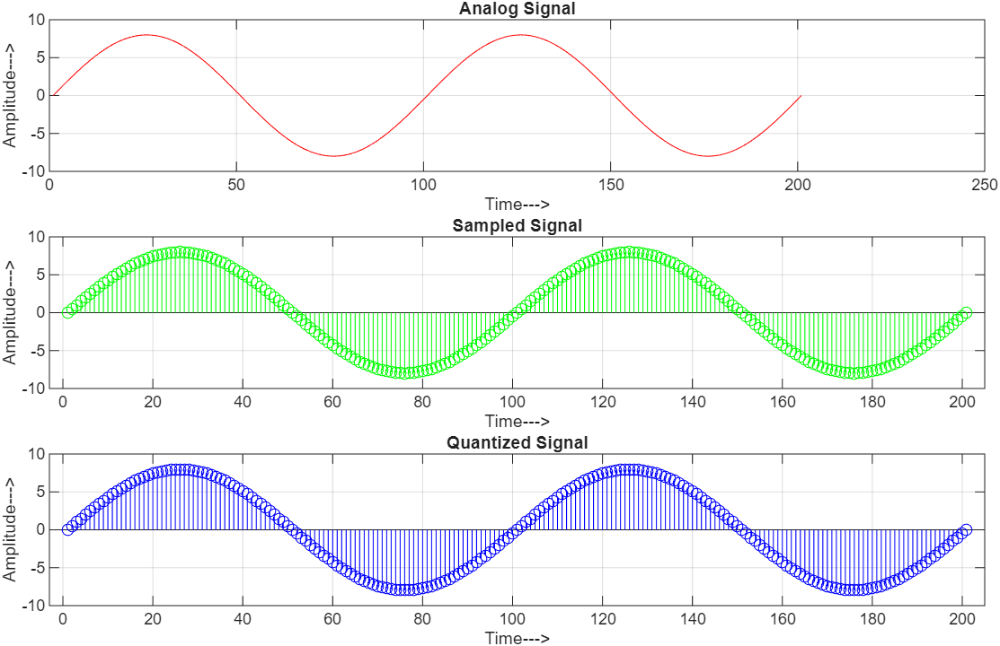 Analog Signal
10
5
0
-5
-10
Amplitude--->
0 50 100 150 200 250
Time--->
Sampled Signal
10
5
0
-5
-10
Amplitude--->
0 20 40 60 80 100 120 140 160 180 200
Time--->
Quantized Signal
10
5
0
-5
-10
Amplitude--->
0 20 40 60 80 100 120 140 160 180 200
Time--->